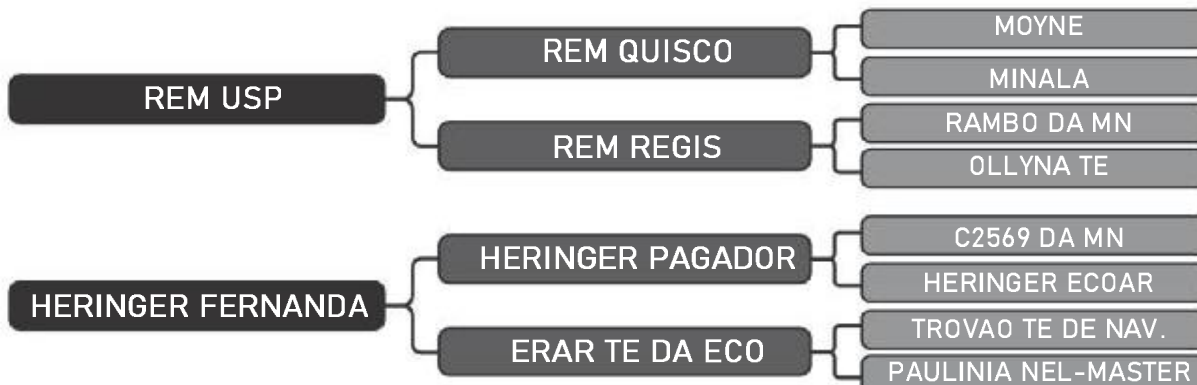 REM USP
REM QUISCO
MOYNE
MINALA
REM REGIS
RAMBO DA MN
OLLYNA TE
HERINGER FERNANDA
HERINGER PAGADOR
C2569 DA MN
HERINGER ECOAR
ERAR TE DA ECO
TROVAO TE DE NAV.
PAULINIA NEL-MASTER